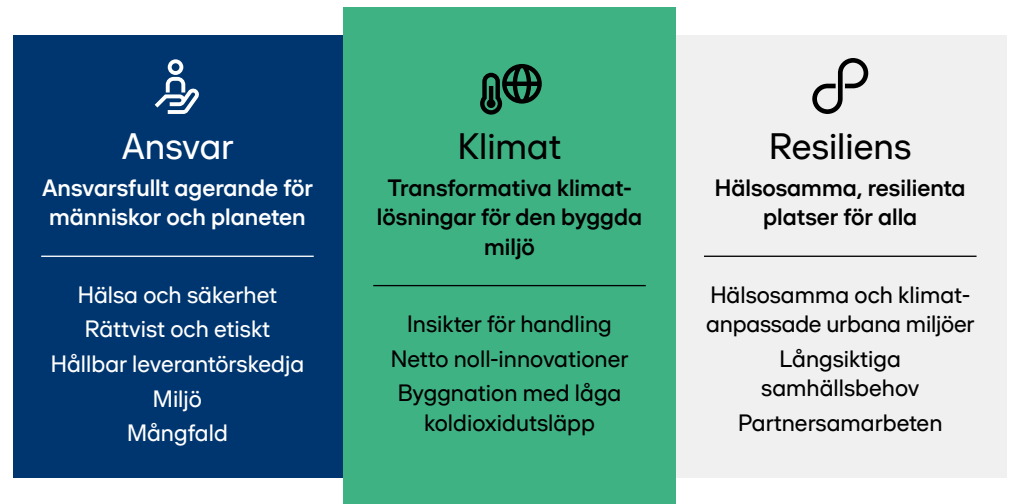 Ansvar
Ansvarsfullt agerande för
människor och planeten
Hälsa och säkerhet
Rättvist och etiskt
Hållbar leverantörskedja
Miljö
Mångfald
Klimat
Transformativa klimat-
lösningar för den byggda
miljö
Insikter för handling
Netto noll-innovationer
Byggnation med låga
koldioxidutsläpp
Resiliens
Hälsosamma, resilienta
platser för alla
Hälsosamma och klimat-
anpassade urbana miljöer
Långsiktiga
samhällsbehov
Partnersamarbeten